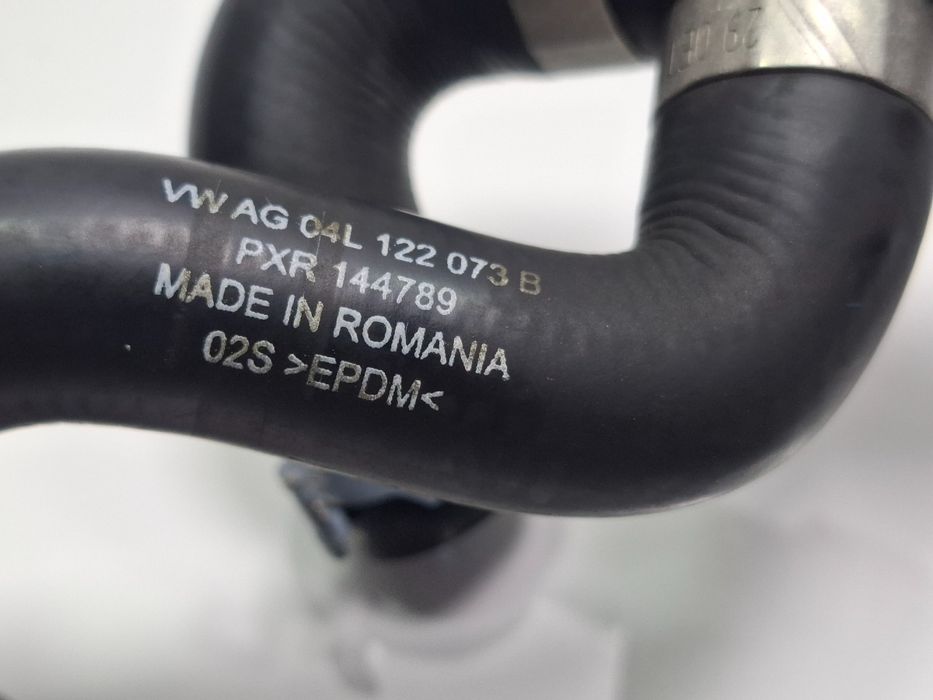 VW AG 04L 122 073 B
PXR 144789
MADE IN ROMANIA
02S >EPDM<